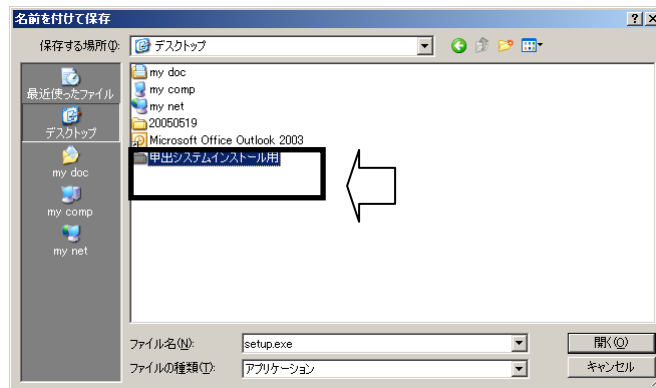 名前を付けて保存
保存する場所(I):
デスクトップ
最近使ったファイル
デスクトップ
my doc
my comp
my net
my doc
my comp
my net
20050519
Microsoft Office Outlook 2003
申出システムインストール用
ファイル名(N):
setup.exe
開く(O)
ファイルの種類(T):
アプリケーション
キャンセル